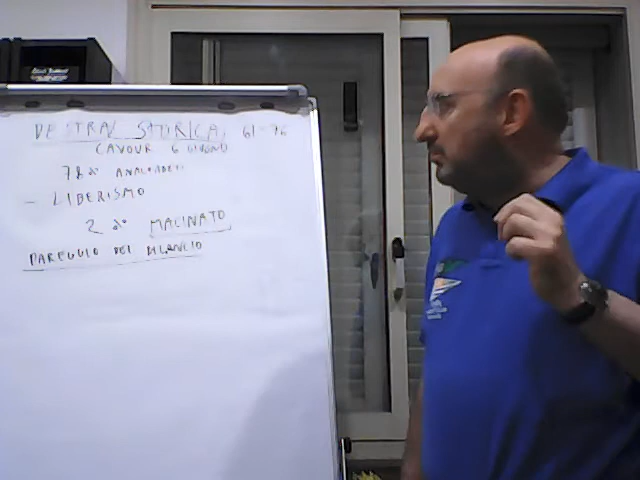 DESTRA STORICA, 61-76
CAVOUR 6 GIUGNO
78% ANALFABETI
- LIBERISMO
2% MACINATO
PAREGGIO DEL BILANCIO